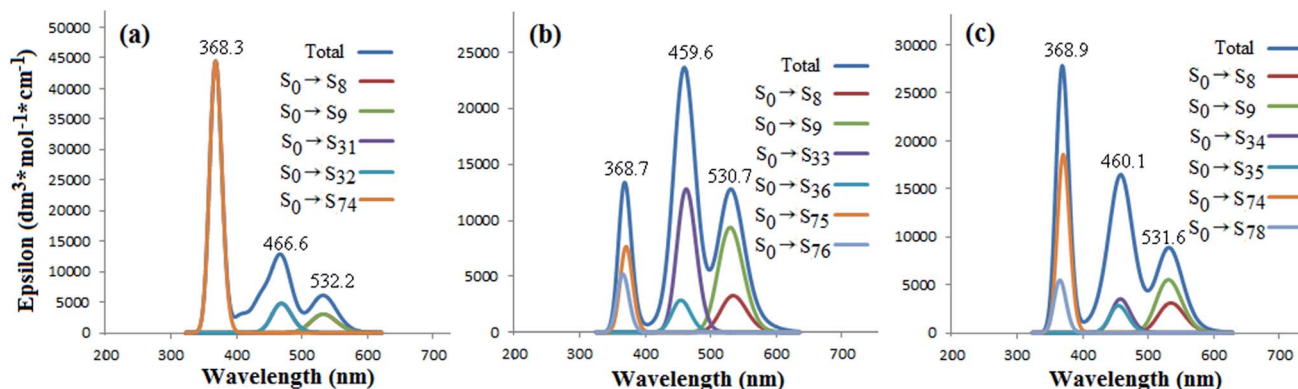 Epsilon (dm³*mol⁻¹*cm⁻¹)
(a)
50000
45000
40000
35000
30000
25000
20000
15000
10000
5000
0
368.3
466.6
532.2
Total
S₀→S₈
S₀→S₉
S₀→S₃₁
S₀→S₃₂
S₀→S₇₄
200 300 400 500 600 700
Wavelength (nm)
(b)
25000
20000
15000
10000
5000
0
368.7
459.6
530.7
Total
S₀→S₈
S₀→S₉
S₀→S₃₃
S₀→S₃₆
S₀→S₇₅
S₀→S₇₆
200 300 400 500 600 700
Wavelength (nm)
(c)
30000
25000
20000
15000
10000
5000
0
368.9
460.1
531.6
Total
S₀→S₈
S₀→S₉
S₀→S₃₄
S₀→S₃₅
S₀→S₇₄
S₀→S₇₈
200 300 400 500 600 700
Wavelength (nm)